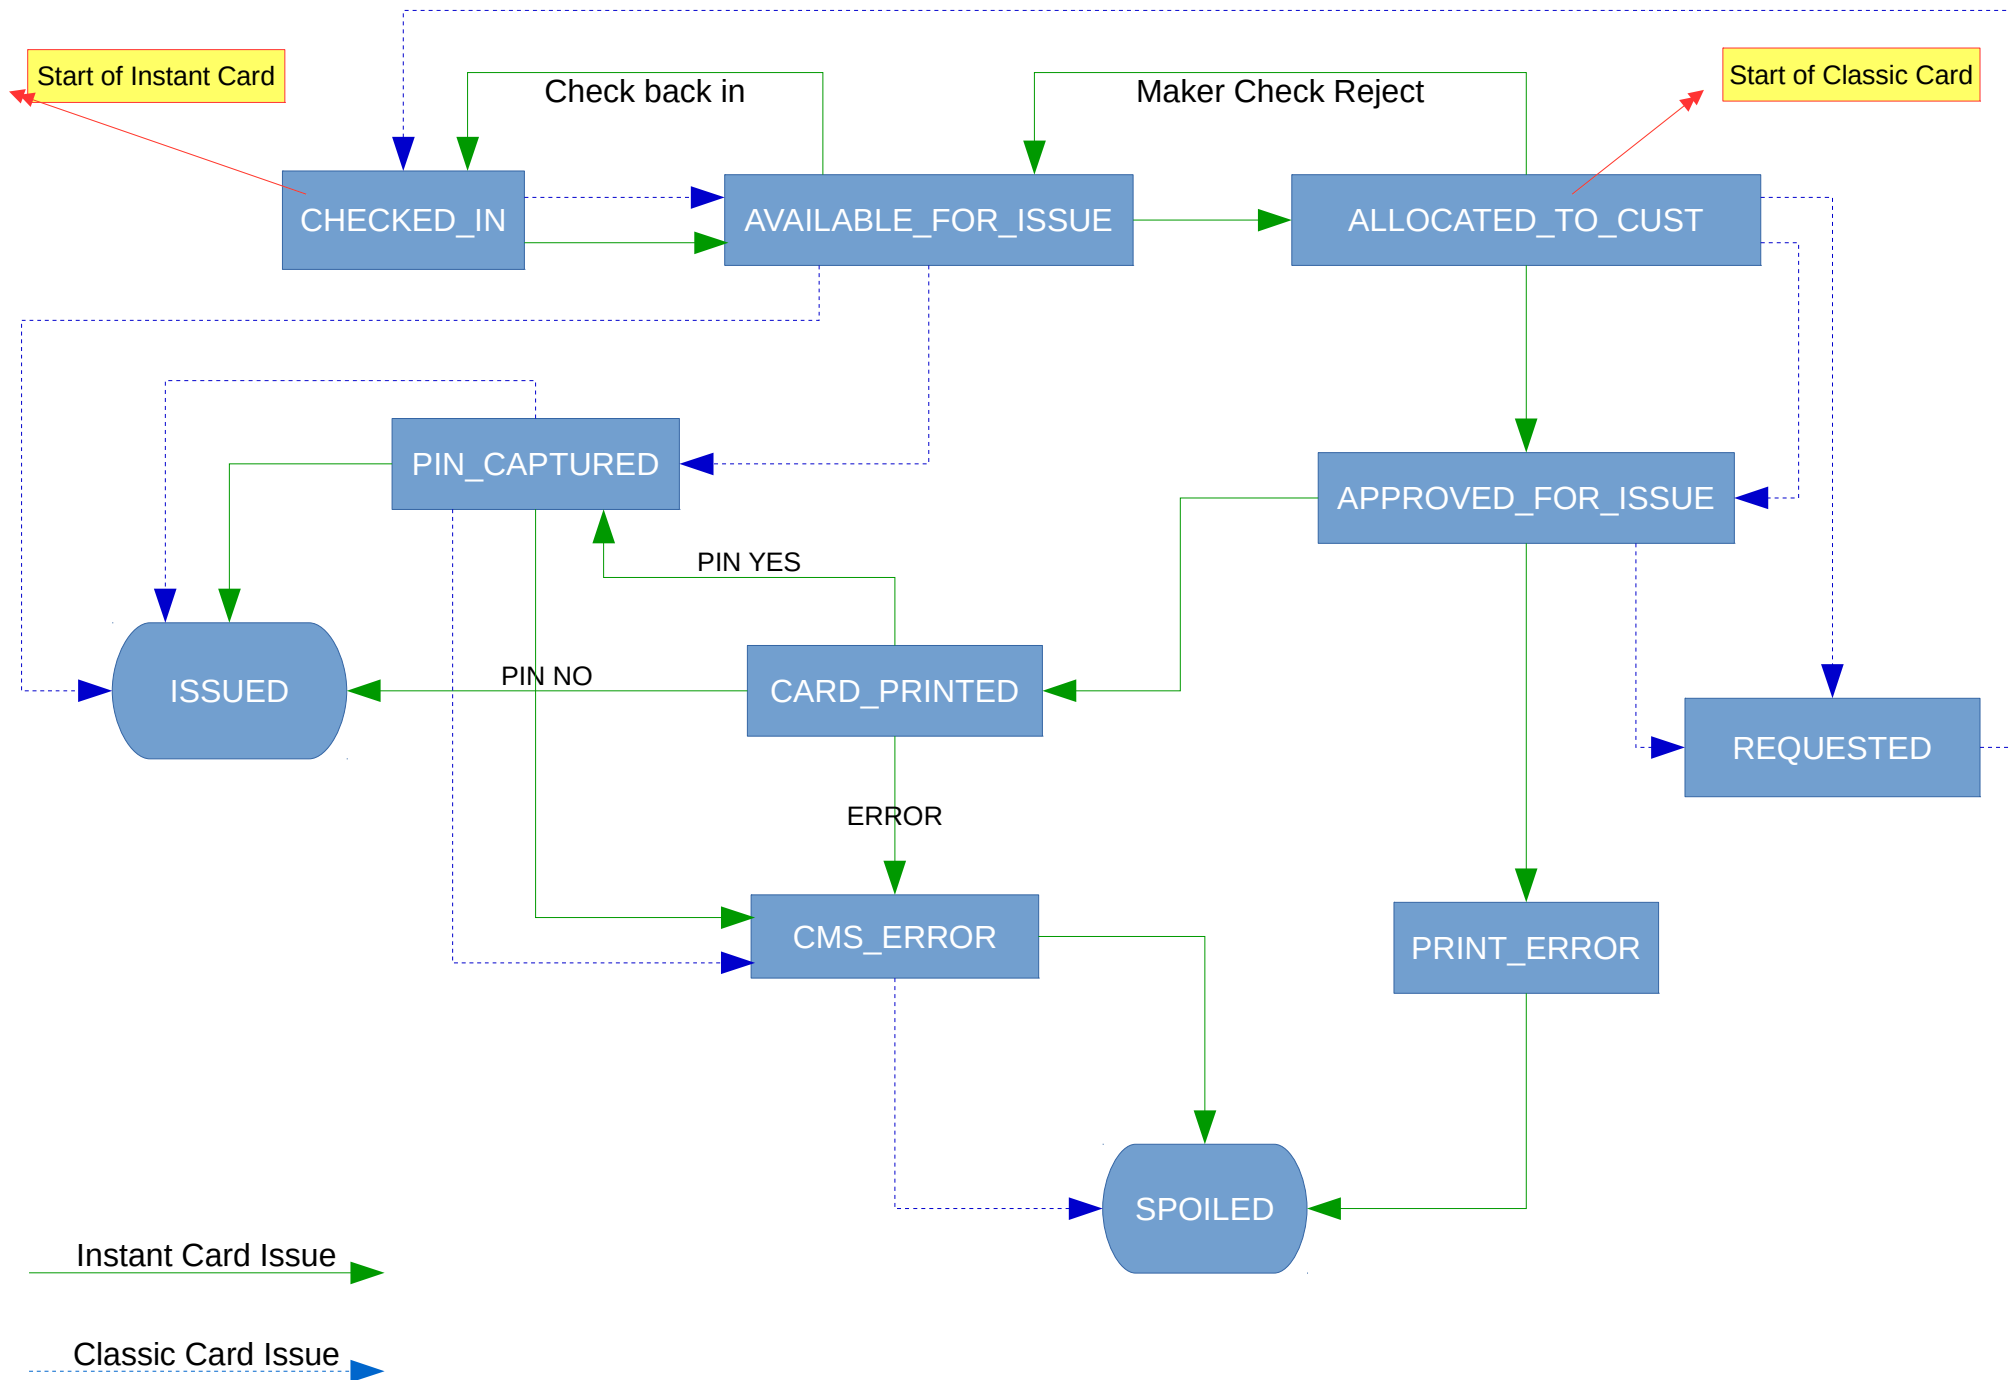 Start of Instant Card
Start of Classic Card
Check back in
Maker Check Reject
CHECKED_IN
AVAILABLE_FOR_ISSUE
ALLOCATED_TO_CUST
PIN_CAPTURED
APPROVED_FOR_ISSUE
PIN YES
PIN NO
ISSUED
CARD_PRINTED
REQUESTED
ERROR
CMS_ERROR
PRINT_ERROR
SPOILED
Instant Card Issue
Classic Card Issue